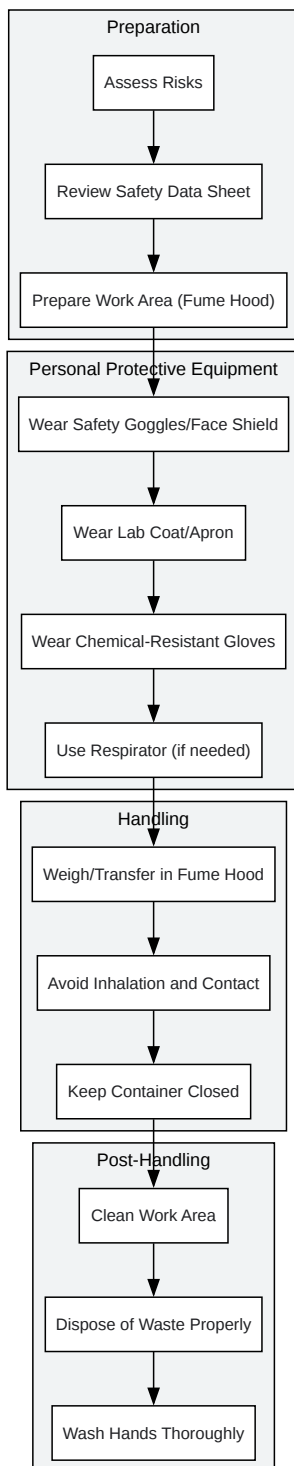 Preparation
Assess Risks
Review Safety Data Sheet
Prepare Work Area (Fume Hood)
Personal Protective Equipment
Wear Safety Goggles/Face Shield
Wear Lab Coat/Apron
Wear Chemical-Resistant Gloves
Use Respirator (if needed)
Handling
Weigh/Transfer in Fume Hood
Avoid Inhalation and Contact
Keep Container Closed
Post-Handling
Clean Work Area
Dispose of Waste Properly
Wash Hands Thoroughly